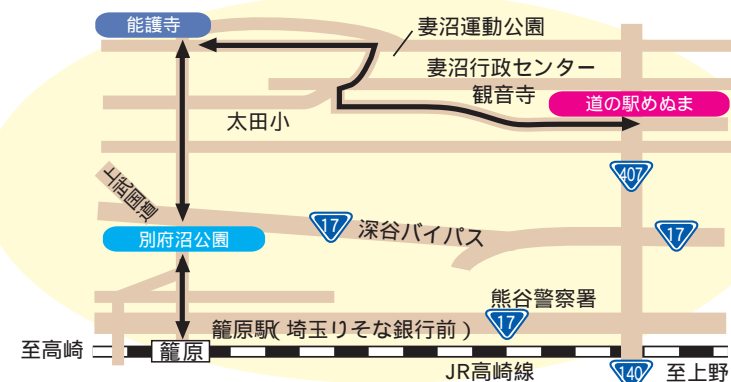 能護寺
妻沼運動公園
妻沼行政センター
観音寺
道の駅めぬま
太田小
407
上武国道
17
深谷バイパス
17
別府沼公園
熊谷警察署
17
籠原駅(埼玉りそな銀行前)
至高崎
籠原
JR高崎線
140
至上野